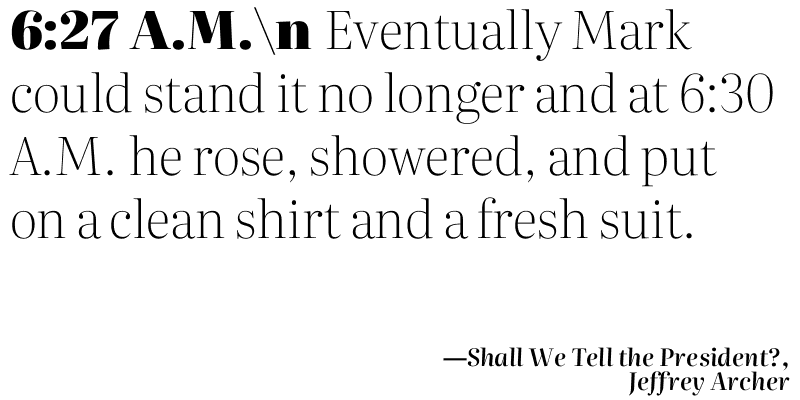 6:27 A.M.\n Eventually Mark
could stand it no longer and at 6:30
A.M. he rose, showered, and put
on a clean shirt and a fresh suit.
—Shall We Tell the President?,
Jeffrey Archer